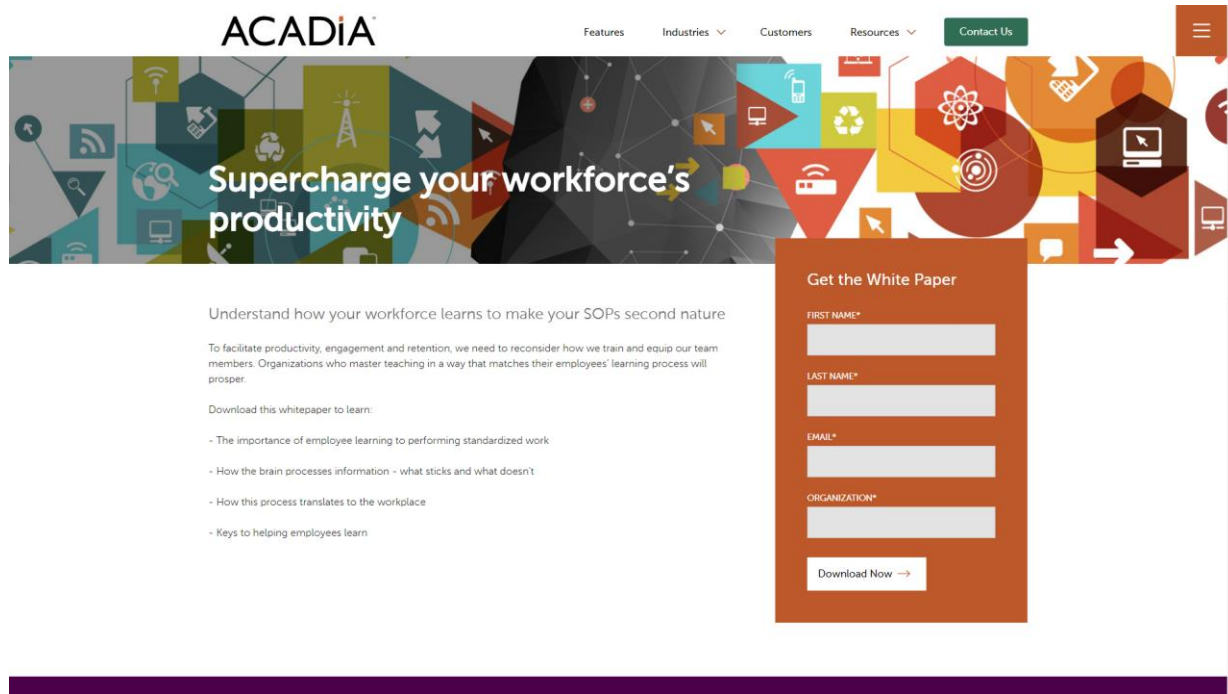 ACADiA
Features
Industries
Customers
Resources
Contact Us
Supercharge your workforce's
productivity
Understand how your workforce learns to make your SOPs second nature
To facilitate productivity, engagement and retention, we need to reconsider how we train and equip our team
members. Organizations who master teaching in a way that matches their employees' learning process will
prosper.
Download this whitepaper to learn:
- The importance of employee learning to performing standardized work
- How the brain processes information - what sticks and what doesn't
- How this process translates to the workplace
- Keys to helping employees learn
Get the White Paper
FIRST NAME*
LAST NAME*
EMAIL*
ORGANIZATION*
Download Now →